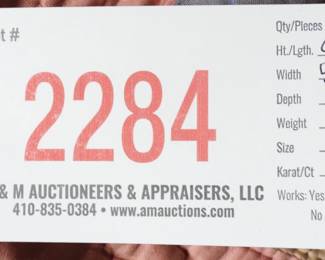 t #
2284
& M AUCTIONEERS & APPRAISERS, LLC
410-835-0384 • www.amauctions.com
Qty/Pieces
Ht./Lgth.
Width
Depth
Weight
Size
Karat/Ct
Works: Yes
No